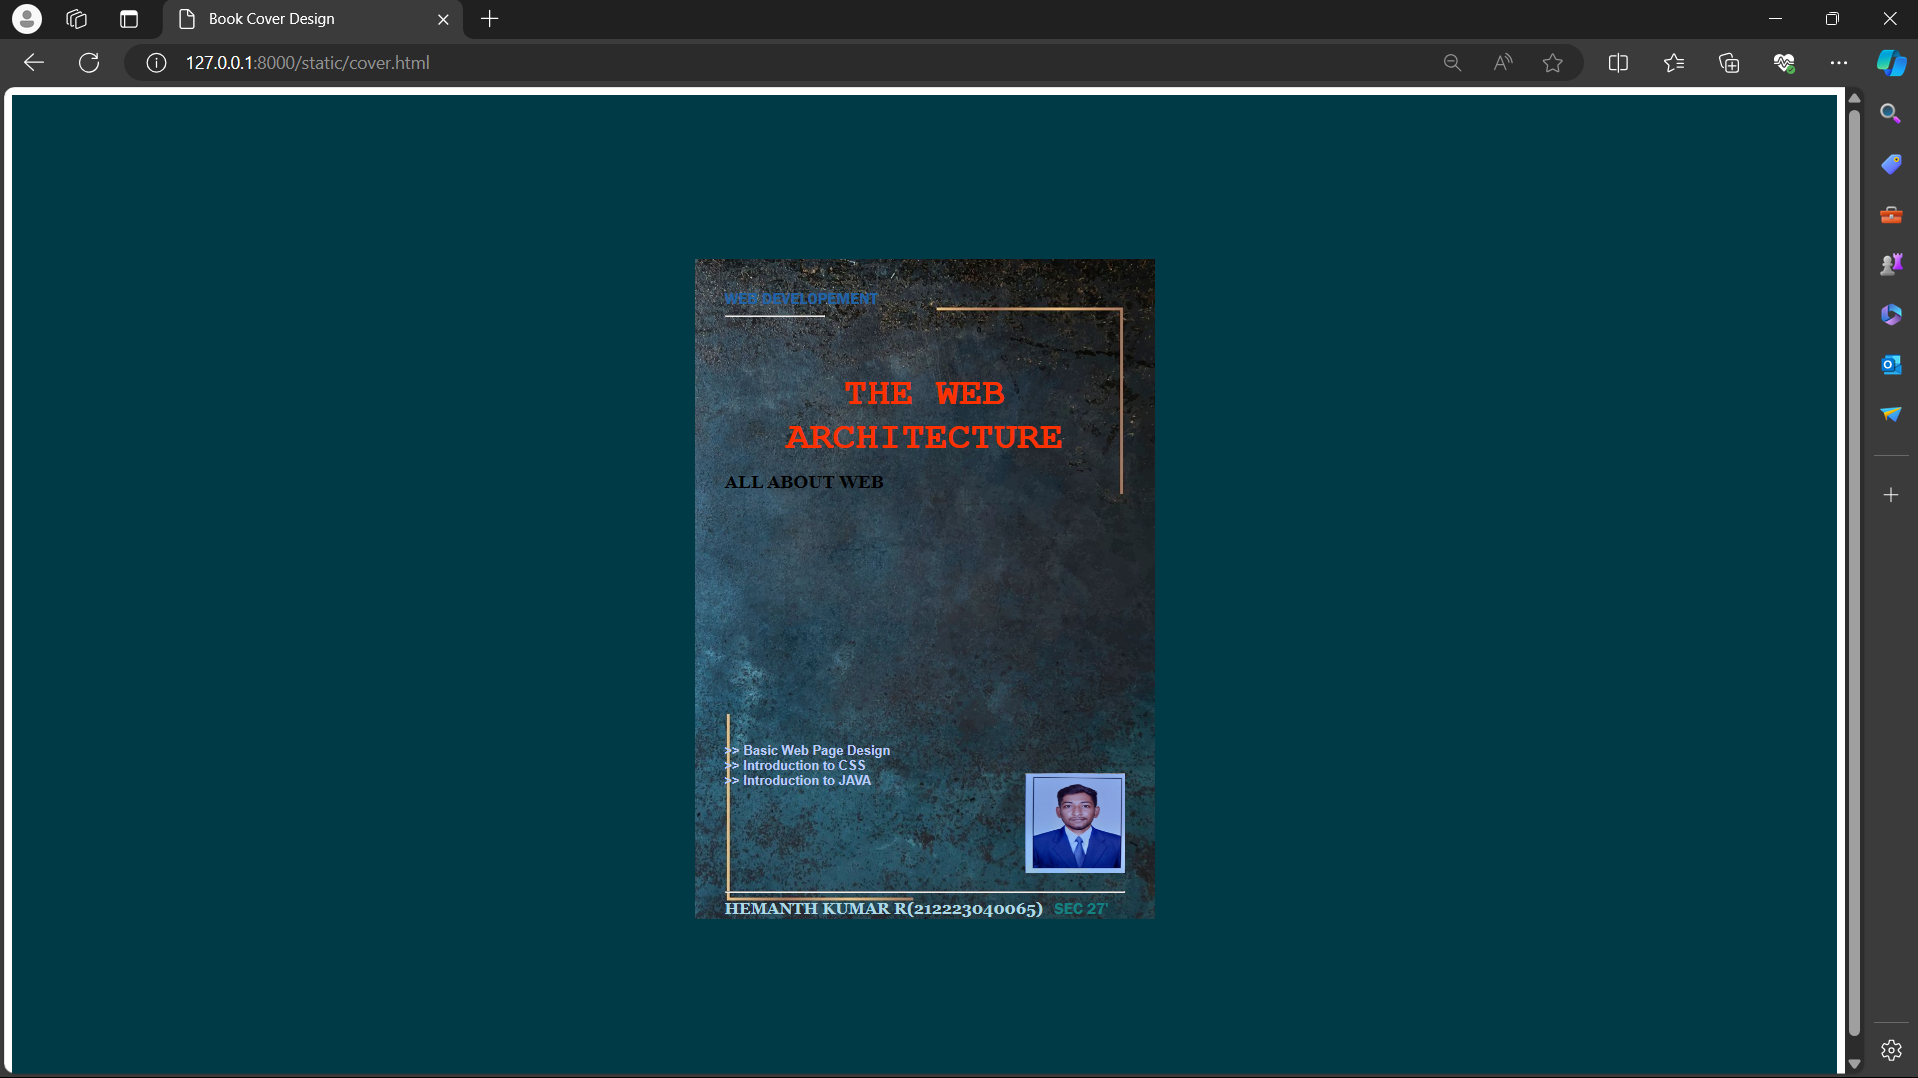 Book Cover Design
127.0.0.1:8000/static/cover.html
WEB DEVELOPEMENT
THE WEB
ARCHITECTURE
ALL ABOUT WEB
>> Basic Web Page Design
>> Introduction to CSS
>> Introduction to JAVA
HEMANTH KUMAR R(212223040065) SEC 27'